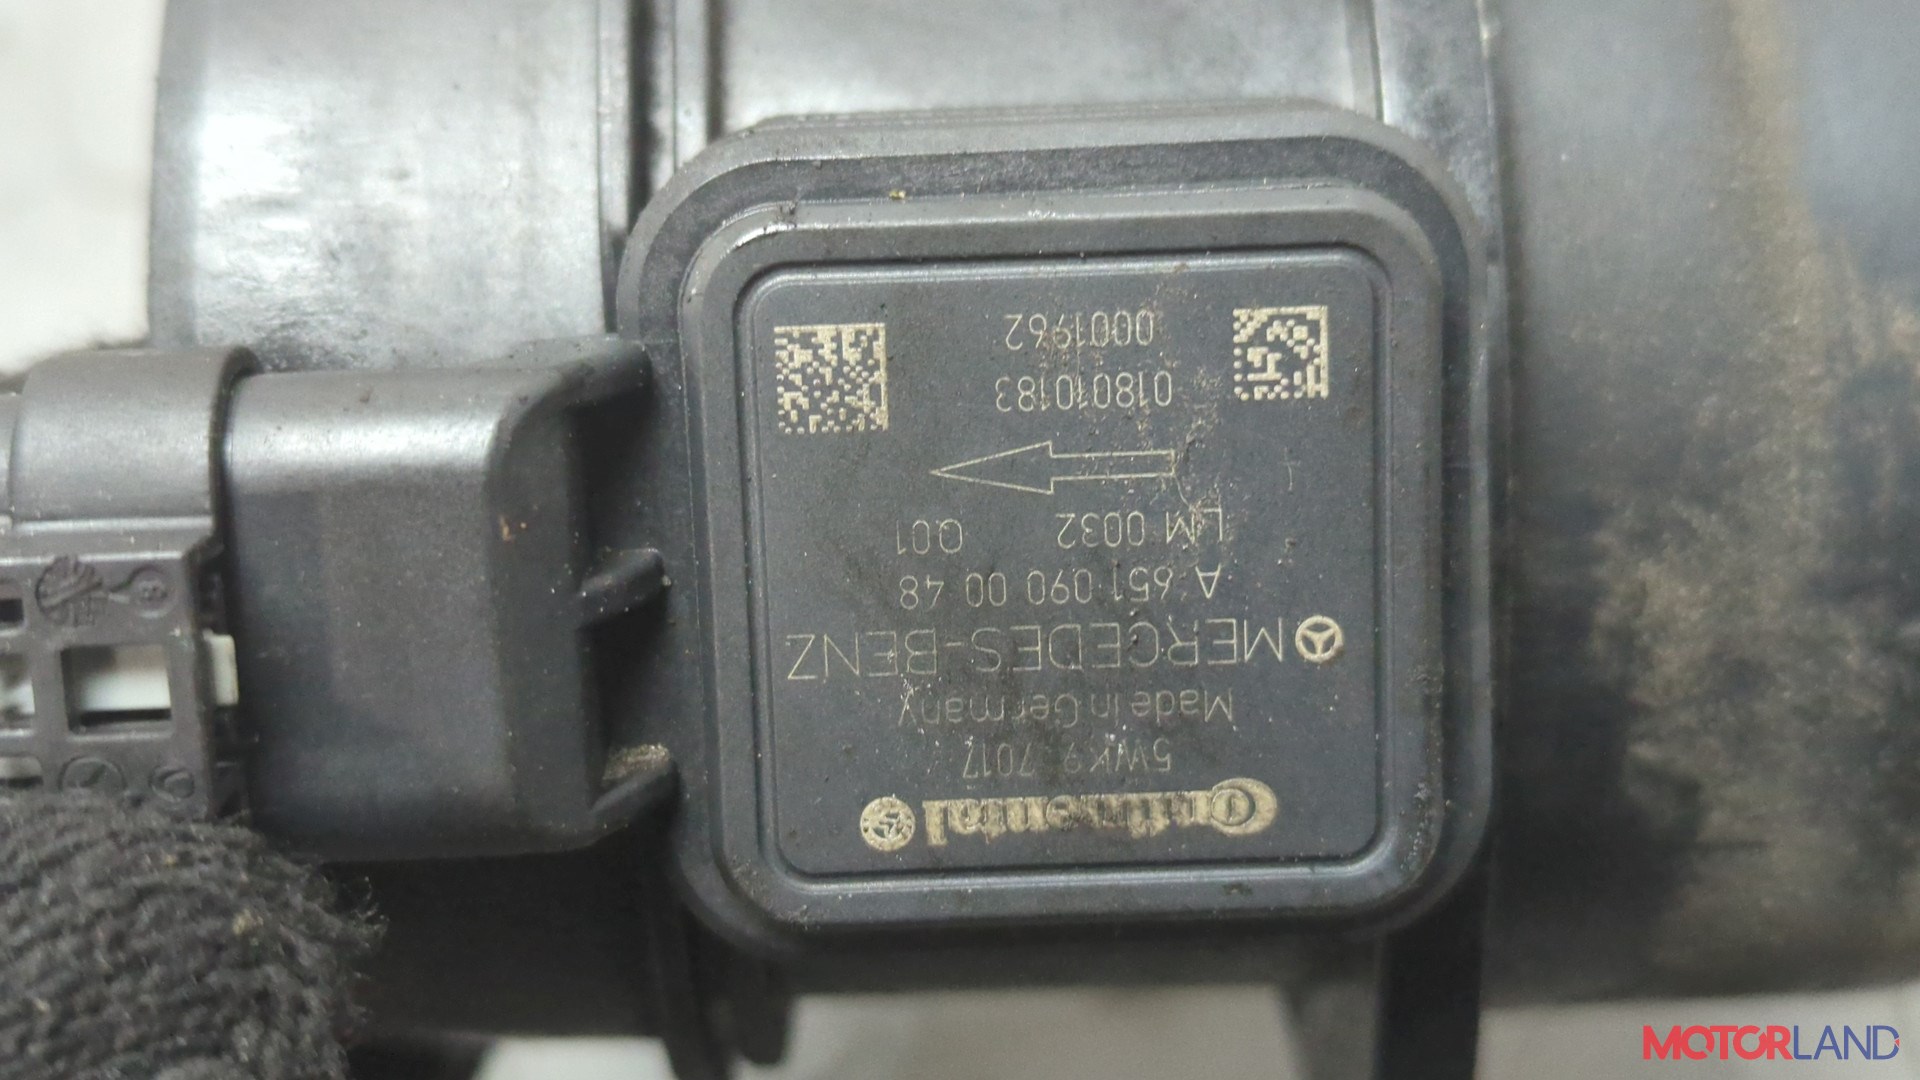 Continental
5WK9 7017
Made in Germany
MERCEDES-BENZ
A 651 090 00 48
LM 0032 Q01
018010183
0001962
MOTORLAND